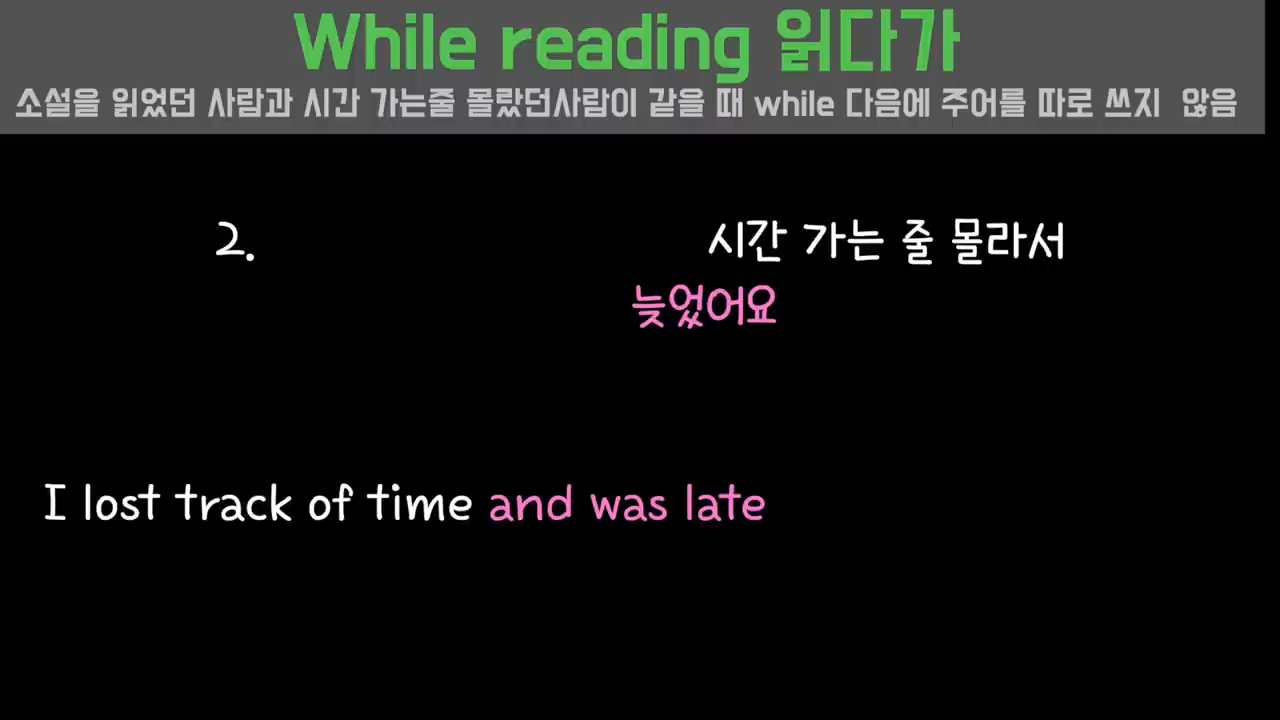 While reading 읽다가
소설을 읽었던 사람과 시간 가는줄 몰랐던사람이 같을 때 while 다음에 주어를 따로 쓰지 않음
2. 시간 가는 줄 몰라서
늦었어요
I lost track of time and was late